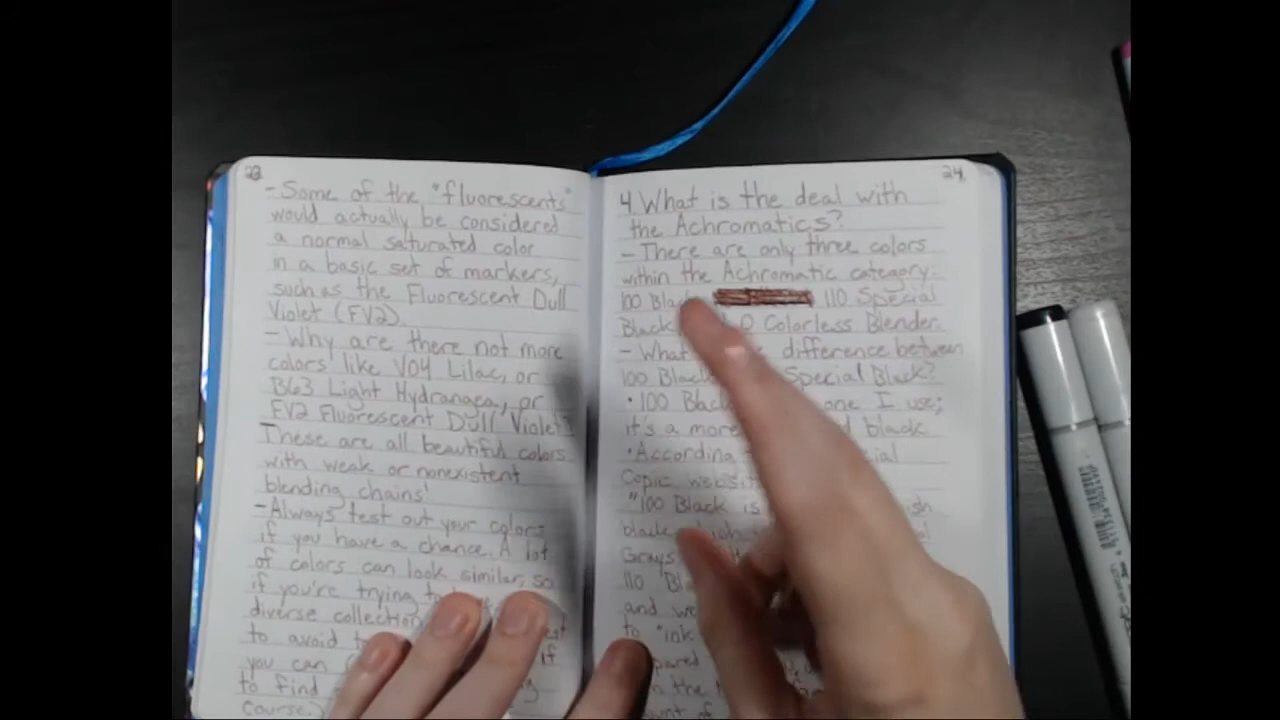 23
- Some of the "fluorescents"
would actually be considered
a normal saturated color
in a basic set of markers,
such as the Fluorescent Dull
Violet (FV2).
- Why are there not more
colors like V04 Lilac, or
B63 Light Hydrangea, or
FV2 Fluorescent Dull Violet?
These are all beautiful colors
with weak or nonexistent
blending chains!
- Always test out your colors
if you have a chance. A lot
of colors can look similar, so
if you're trying to
diverse collection
to avoid
you can if
to find
course.)
24
4 What is the deal with
the Achromatics?
- There are only three colors
within the Achromatic category:
100 Black 110 Special
Black 0 Colorless Blender.
- What difference between
100 Black Special Black?
• 100 Black one I use;
it's a more black
• According
Copic website
"100 Black is
black which
Grays
110
and we
to "ink
the